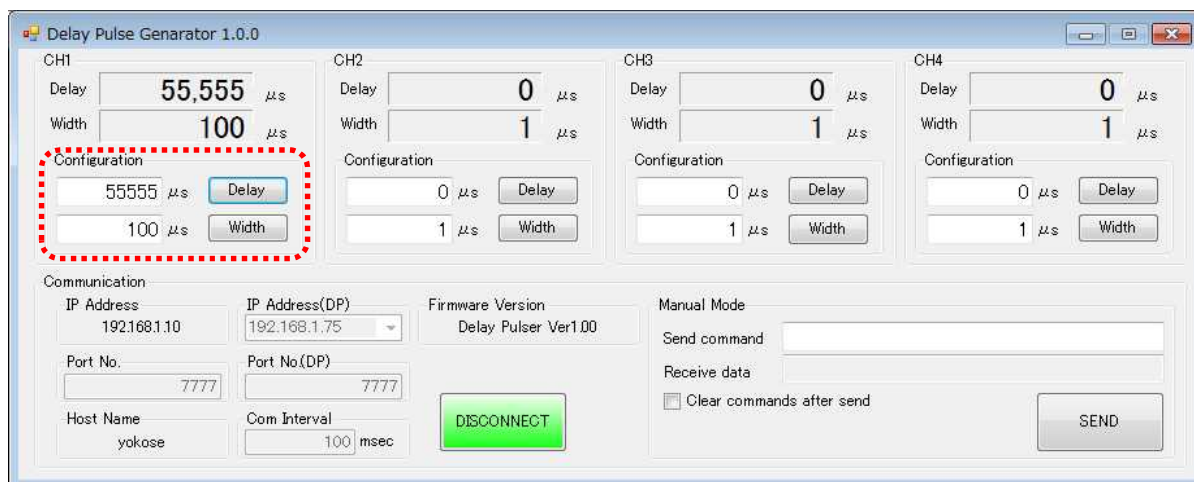 Delay Pulse Genarator 1.0.0
CH1
Delay 55,555 μs
Width 100 μs
Configuration
55555 μs Delay
100 μs Width
CH2
Delay 0 μs
Width 1 μs
Configuration
0 μs Delay
1 μs Width
CH3
Delay 0 μs
Width 1 μs
Configuration
0 μs Delay
1 μs Width
CH4
Delay 0 μs
Width 1 μs
Configuration
0 μs Delay
1 μs Width
Communication
IP Address
192.168.1.10
IP Address(DP)
192.168.1.75
Firmware Version
Delay Pulser Ver1.00
Port No.
7777
Port No.(DP)
7777
Host Name
yokose
Com Interval
100 msec
DISCONNECT
Manual Mode
Send command
Receive data
Clear commands after send
SEND